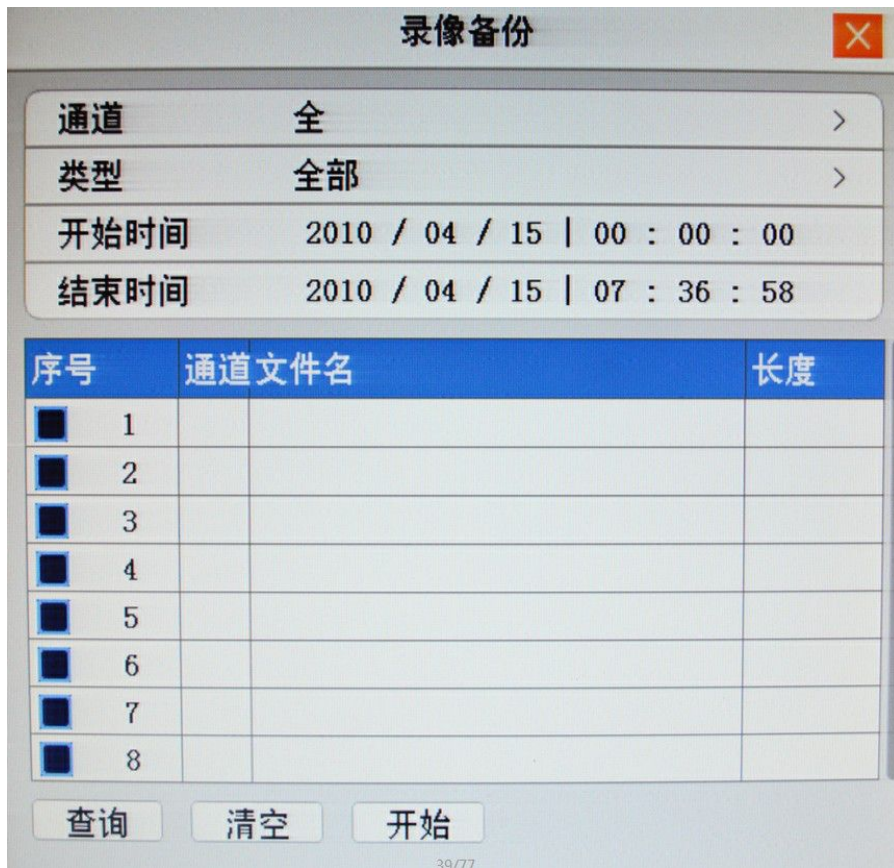 录像备份
通道 全
类型 全部
开始时间 2010 / 04 / 15 | 00 : 00 : 00
结束时间 2010 / 04 / 15 | 07 : 36 : 58
序号 通道 文件名 长度
1
2
3
4
5
6
7
8
查询 清空 开始
39/77